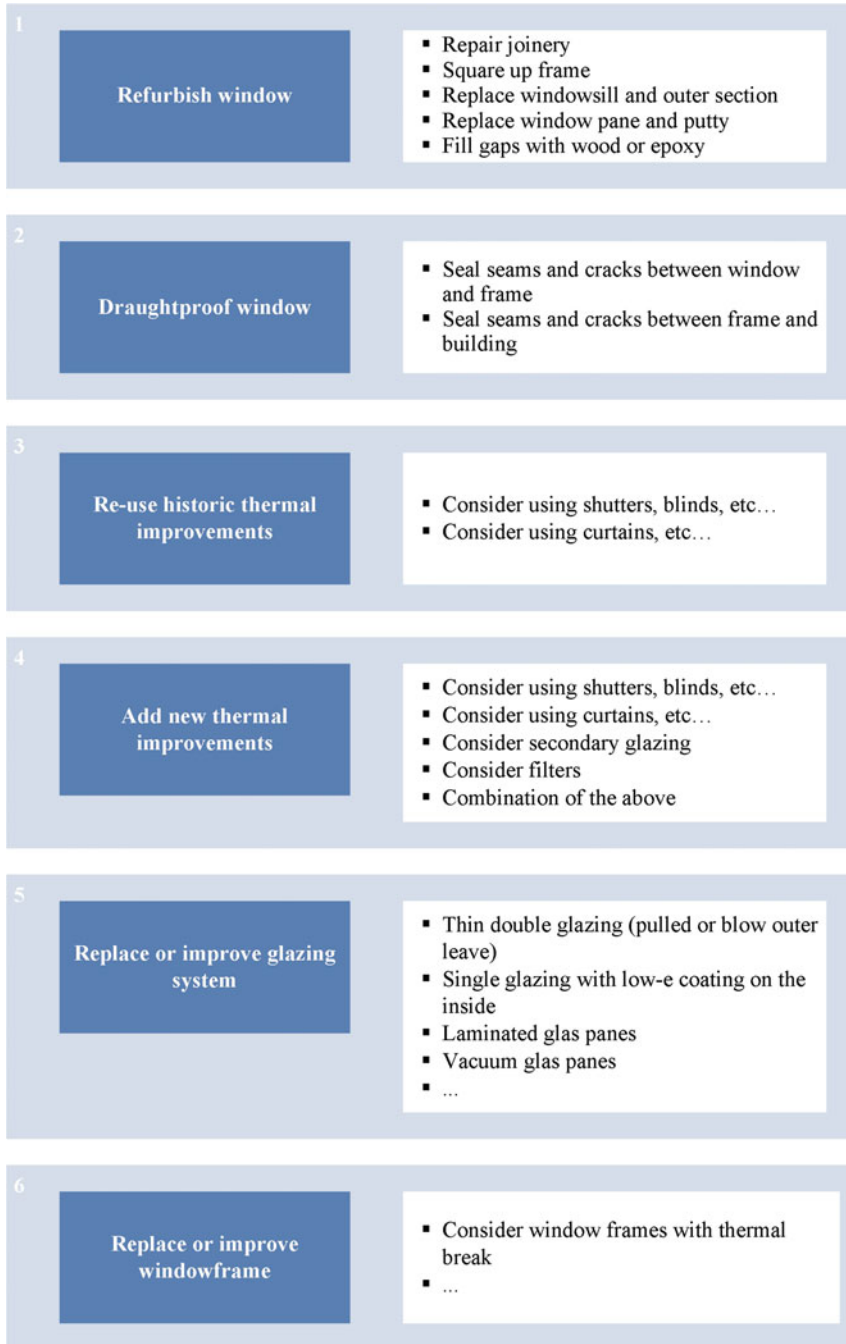 1
Refurbish window
▪ Repair joinery
▪ Square up frame
▪ Replace windowsill and outer section
▪ Replace window pane and putty
▪ Fill gaps with wood or epoxy
2
Draughtproof window
▪ Seal seams and cracks between window
and frame
▪ Seal seams and cracks between frame and
building
3
Re-use historic thermal
improvements
▪ Consider using shutters, blinds, etc…
▪ Consider using curtains, etc…
4
Add new thermal
improvements
▪ Consider using shutters, blinds, etc…
▪ Consider using curtains, etc…
▪ Consider secondary glazing
▪ Consider filters
▪ Combination of the above
5
Replace or improve glazing
system
▪ Thin double glazing (pulled or blow outer
leave)
▪ Single glazing with low-e coating on the
inside
▪ Laminated glas panes
▪ Vacuum glas panes
▪ ...
6
Replace or improve
windowframe
▪ Consider window frames with thermal
break
▪ ...